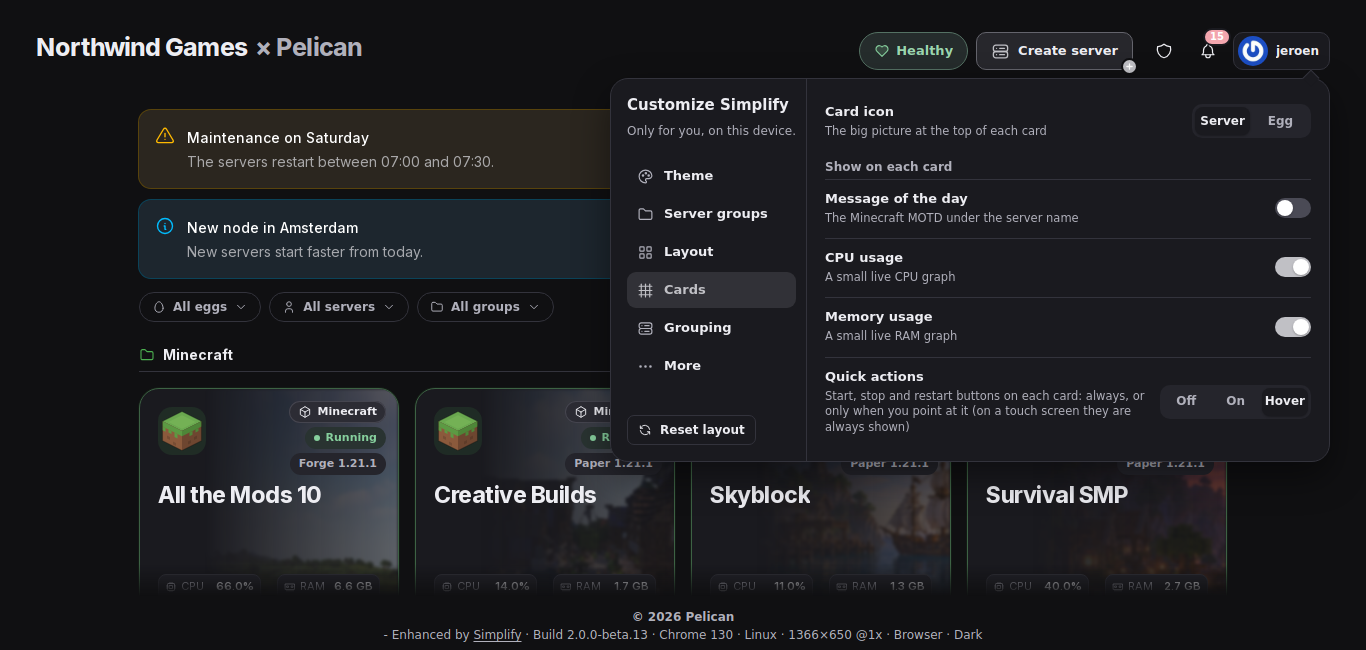 Northwind Games × Pelican
Healthy
Create server
15
jeroen
Maintenance on Saturday
The servers restart between 07:00 and 07:30.
New node in Amsterdam
New servers start faster from today.
All eggs
All servers
All groups
Minecraft
Customize Simplify
Only for you, on this device.
Theme
Server groups
Layout
Cards
Grouping
More
Reset layout
Card icon
The big picture at the top of each card
Server
Egg
Show on each card
Message of the day
The Minecraft MOTD under the server name
CPU usage
A small live CPU graph
Memory usage
A small live RAM graph
Quick actions
Start, stop and restart buttons on each card: always, or
only when you point at it (on a touch screen they are
always shown)
Off
On
Hover
Minecraft
Running
Forge 1.21.1
All the Mods 10
CPU 66.0%
RAM 6.6 GB
Paper 1.21.1
Creative Builds
CPU 14.0%
RAM 1.7 GB
Paper 1.21.1
Skyblock
CPU 11.0%
RAM 1.3 GB
Paper 1.21.1
Survival SMP
CPU 40.0%
RAM 2.7 GB
© 2026 Pelican
- Enhanced by Simplify · Build 2.0.0-beta.13 · Chrome 130 · Linux · 1366×650 @1x · Browser · Dark